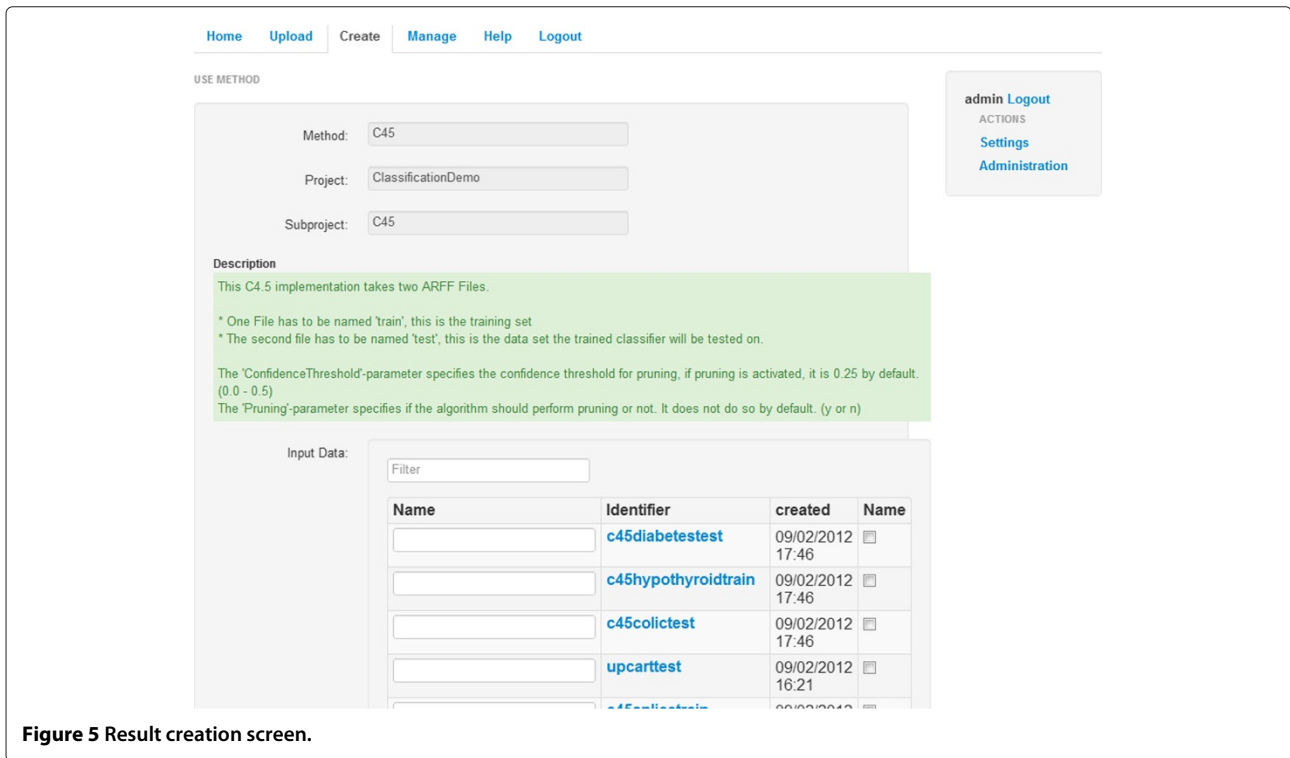 Home Upload Create Manage Help Logout
USE METHOD
admin Logout
ACTIONS
Settings
Administration
Method: C45
Project: ClassificationDemo
Subproject: C45
Description
This C4.5 implementation takes two ARFF Files.
* One File has to be named 'train', this is the training set
* The second file has to be named 'test', this is the data set the trained classifier will be tested on.
The 'ConfidenceThreshold'-parameter specifies the confidence threshold for pruning, if pruning is activated, it is 0.25 by default.
(0.0 - 0.5)
The 'Pruning'-parameter specifies if the algorithm should perform pruning or not. It does not do so by default. (y or n)
Input Data:
Filter
Name Identifier created Name
c45diabetestest 09/02/2012
17:46
c45hypothyroidtrain 09/02/2012
17:46
c45colictest 09/02/2012
17:46
upcarttest 09/02/2012
16:21
Figure 5 Result creation screen.